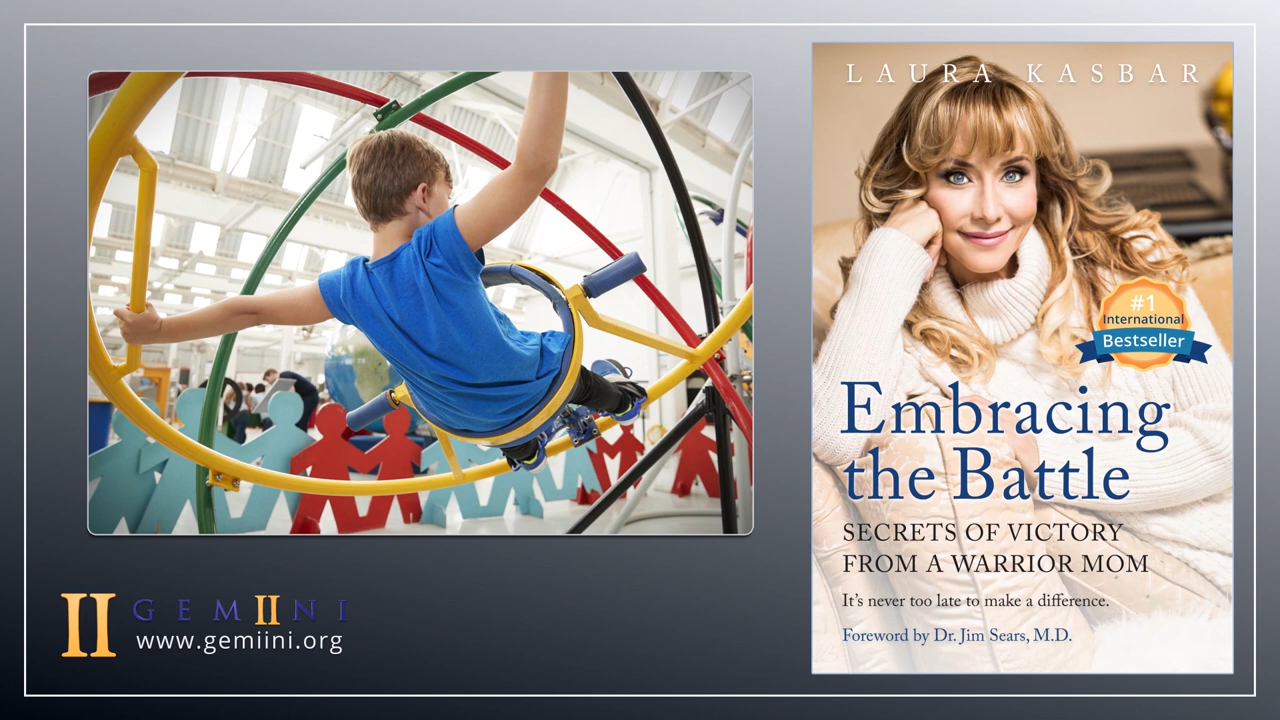 LAURA KASBAR
#1
International
Bestseller
Embracing
the Battle
SECRETS OF VICTORY
FROM A WARRIOR MOM
It's never too late to make a difference.
Foreword by Dr. Jim Sears, M.D.
II GEMIINI
www.gemiini.org